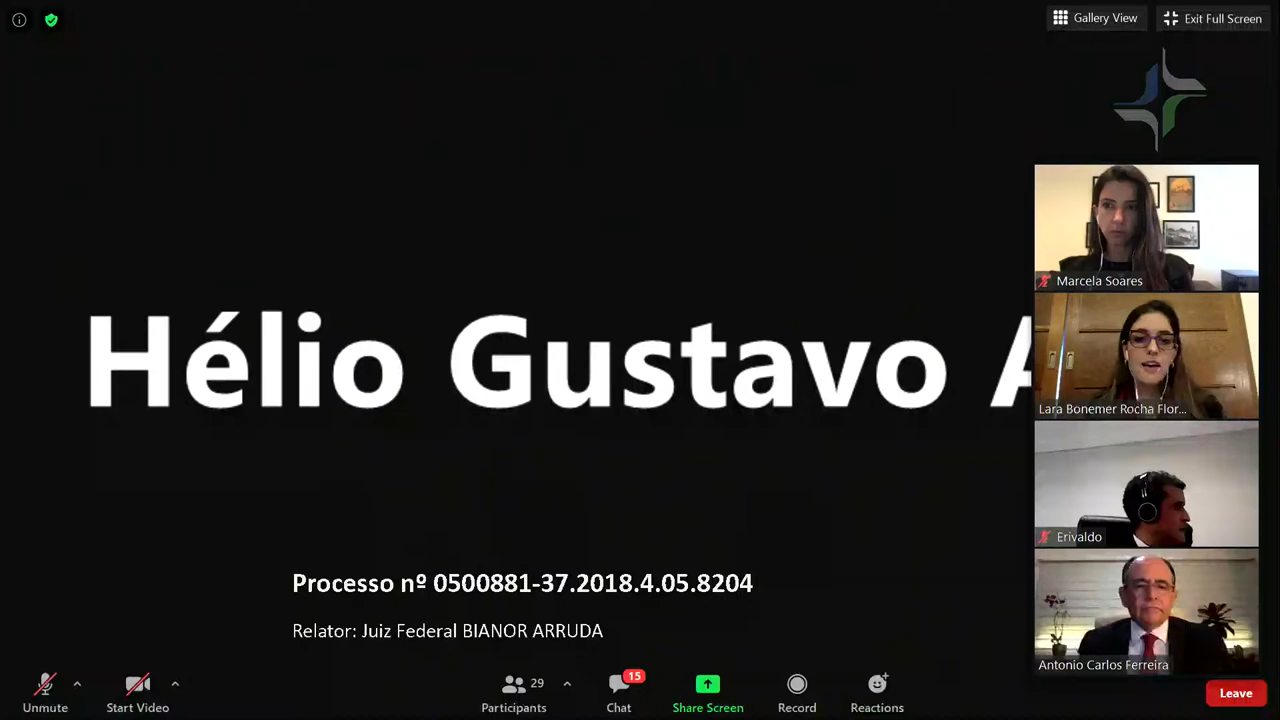 Gallery View
Exit Full Screen
Marcela Soares
Hélio Gustavo A
Lara Bonemer Rocha Flor...
Erivaldo
Processo nº 0500881-37.2018.4.05.8204
Relator: Juiz Federal BIANOR ARRUDA
Antonio Carlos Ferreira
Unmute
Start Video
29
Participants
15
Chat
Share Screen
Record
Reactions
Leave